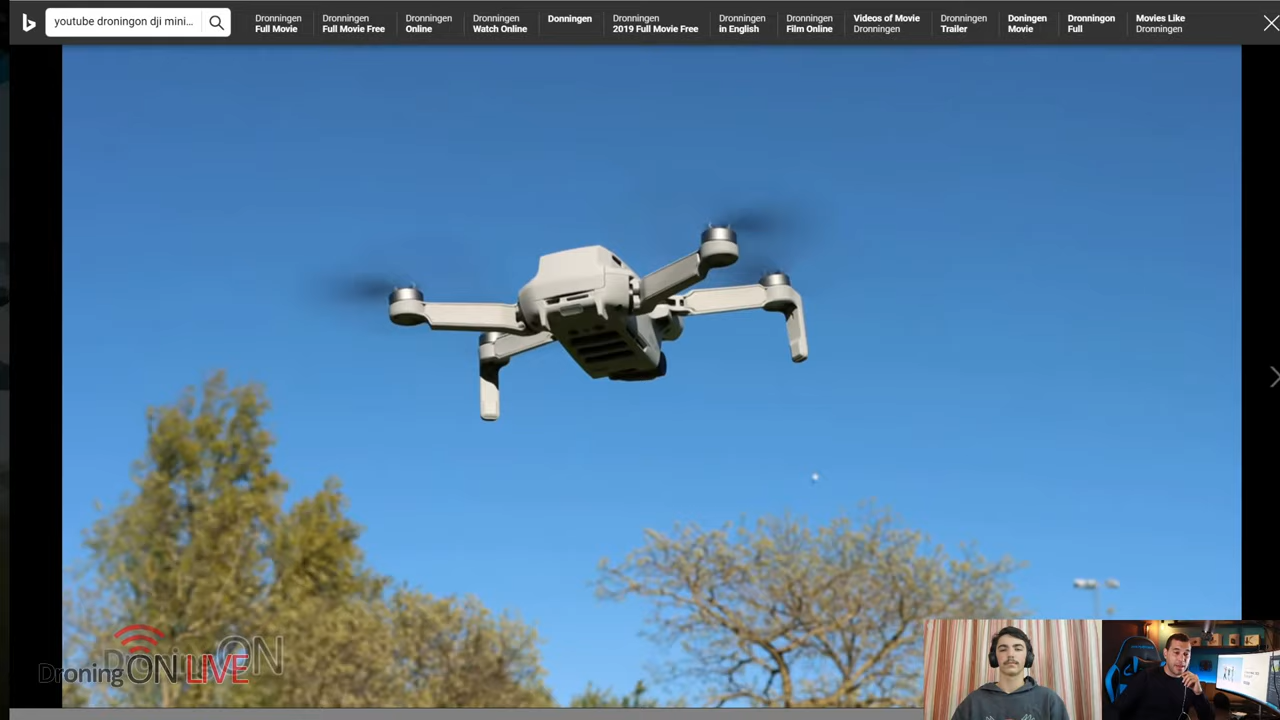 youtube droningon dji mini...
Dronningen
Full Movie
Dronningen
Full Movie Free
Dronningen
Online
Dronningen
Watch Online
Donningen
Dronningen
2019 Full Movie Free
Dronningen
in English
Dronningen
Film Online
Videos of Movie
Dronningen
Dronningen
Trailer
Doningen
Movie
Dronningon
Full
Movies Like
Dronningen
DroningON LIVE